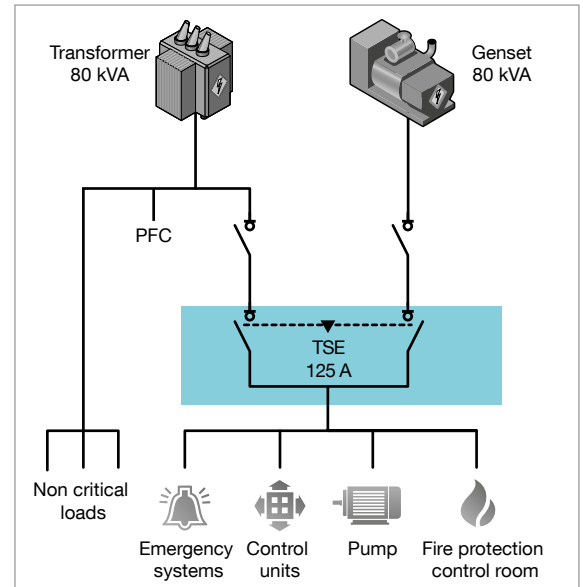 Transformer
80 kVA
Genset
80 kVA
PFC
TSE
125 A
Non critical
loads
Emergency
systems
Control
units
Pump
Fire protection
control room